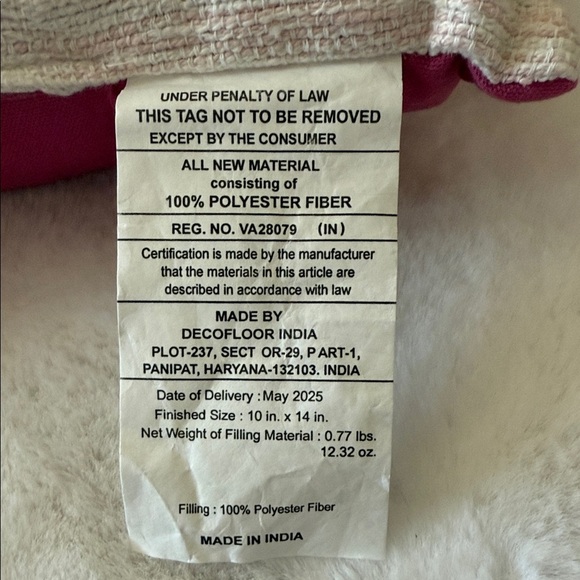 UNDER PENALTY OF LAW
THIS TAG NOT TO BE REMOVED
EXCEPT BY THE CONSUMER
ALL NEW MATERIAL
consisting of
100% POLYESTER FIBER
REG. NO. VA28079 (IN)
Certification is made by the manufacturer
that the materials in this article are
described in accordance with law
MADE BY
DECOFLOOR INDIA
PLOT-237, SECT OR-29, P ART-1,
PANIPAT, HARYANA-132103. INDIA
Date of Delivery : May 2025
Finished Size : 10 in. x 14 in.
Net Weight of Filling Material : 0.77 lbs.
12.32 oz.
Filling : 100% Polyester Fiber
MADE IN INDIA